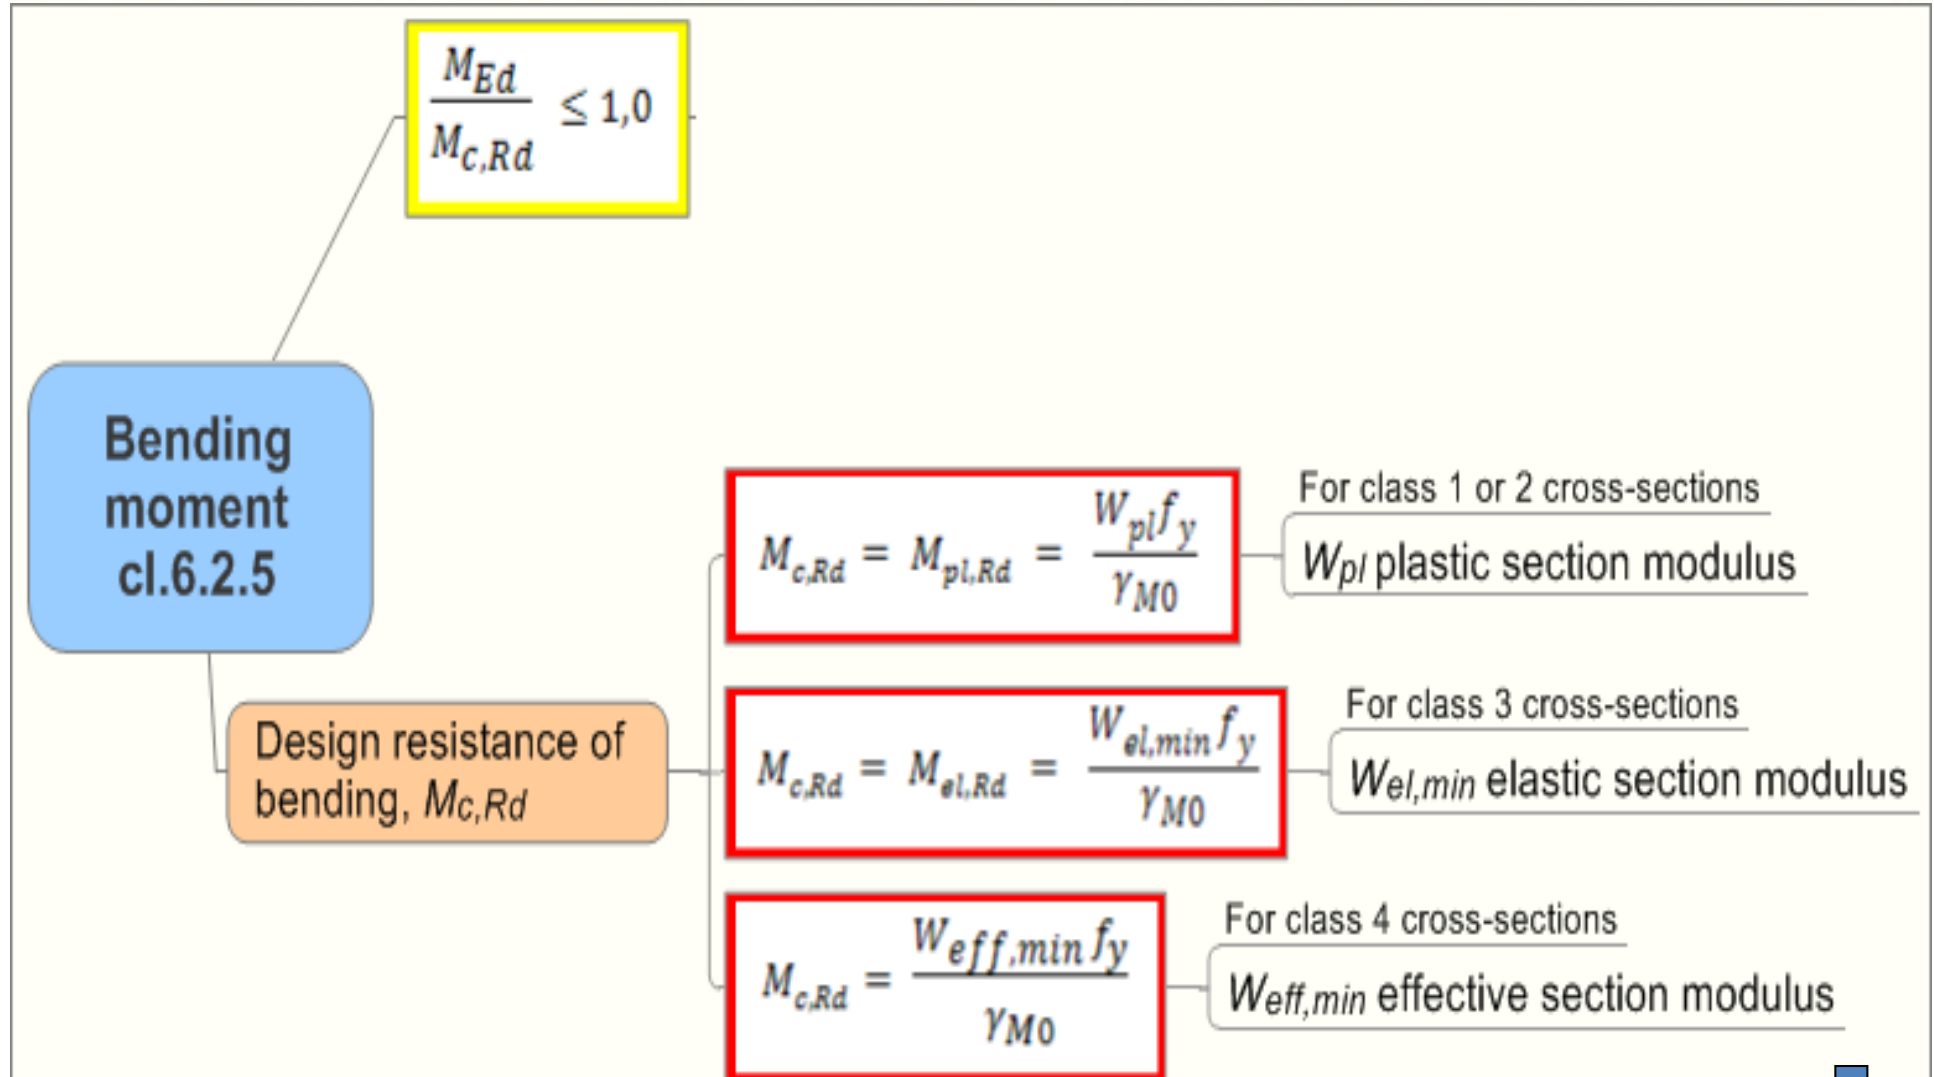 M_Ed / M_c,Rd ≤ 1,0
Bending
moment
cl.6.2.5
Design resistance of
bending, Mc,Rd
M_c,Rd = M_pl,Rd = W_pl f_y / γ_M0
For class 1 or 2 cross-sections
Wpl plastic section modulus
M_c,Rd = M_el,Rd = W_el,min f_y / γ_M0
For class 3 cross-sections
Wel,min elastic section modulus
M_c,Rd = W_eff,min f_y / γ_M0
For class 4 cross-sections
Weff,min effective section modulus